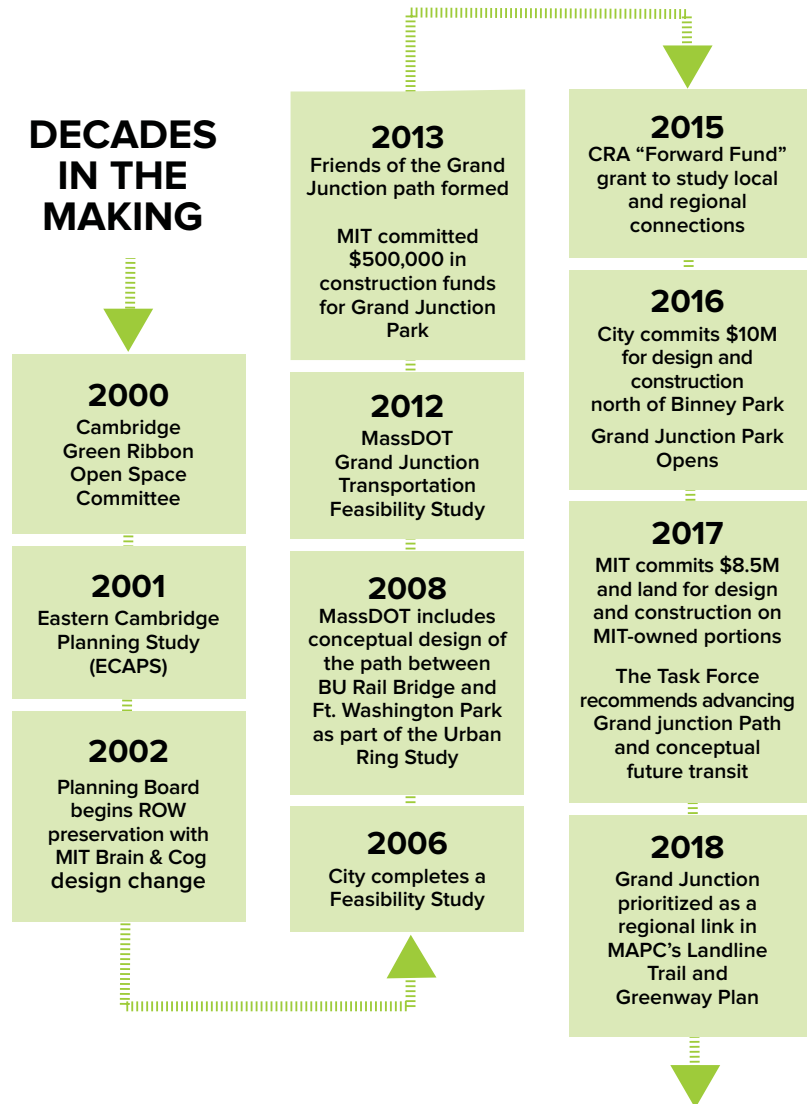 DECADES
IN THE
MAKING
2000
Cambridge
Green Ribbon
Open Space
Committee
2001
Eastern Cambridge
Planning Study
(ECAPS)
2002
Planning Board
begins ROW
preservation with
MIT Brain & Cog
design change
2006
City completes a
Feasibility Study
2008
MassDOT includes
conceptual design of
the path between
BU Rail Bridge and
Ft. Washington Park
as part of the Urban
Ring Study
2012
MassDOT
Grand Junction
Transportation
Feasibility Study
2013
Friends of the Grand
Junction path formed
MIT committed
$500,000 in
construction funds
for Grand Junction
Park
2015
CRA “Forward Fund”
grant to study local
and regional
connections
2016
City commits $10M
for design and
construction
north of Binney Park
Grand Junction Park
Opens
2017
MIT commits $8.5M
and land for design
and construction on
MIT-owned portions
The Task Force
recommends advancing
Grand junction Path
and conceptual
future transit
2018
Grand Junction
prioritized as a
regional link in
MAPC’s Landline
Trail and
Greenway Plan